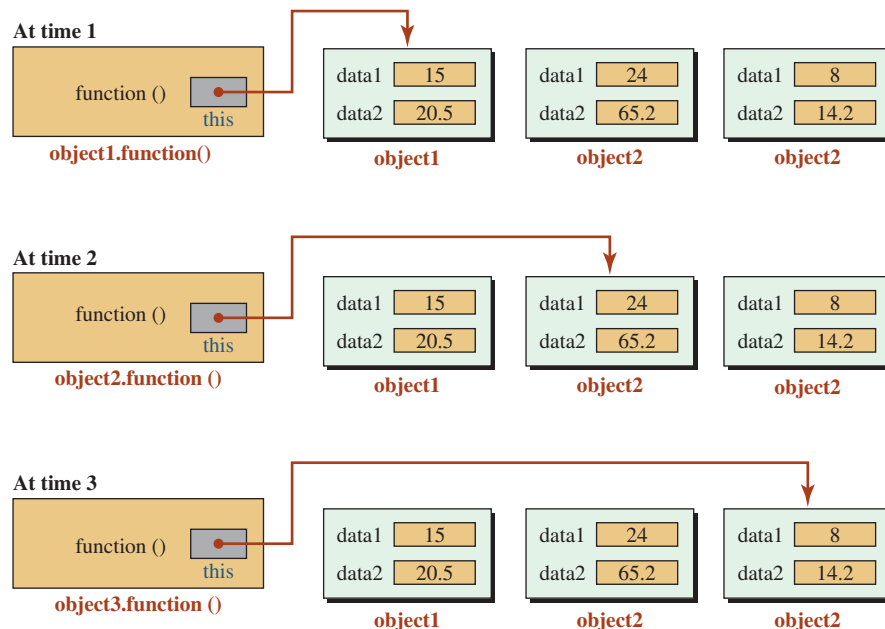 At time 1
function ()
this
object1.function()
data1 15
data2 20.5
object1
data1 24
data2 65.2
object2
data1 8
data2 14.2
object2
At time 2
function ()
this
object2.function ()
data1 15
data2 20.5
object1
data1 24
data2 65.2
object2
data1 8
data2 14.2
object2
At time 3
function ()
this
object3.function ()
data1 15
data2 20.5
object1
data1 24
data2 65.2
object2
data1 8
data2 14.2
object2